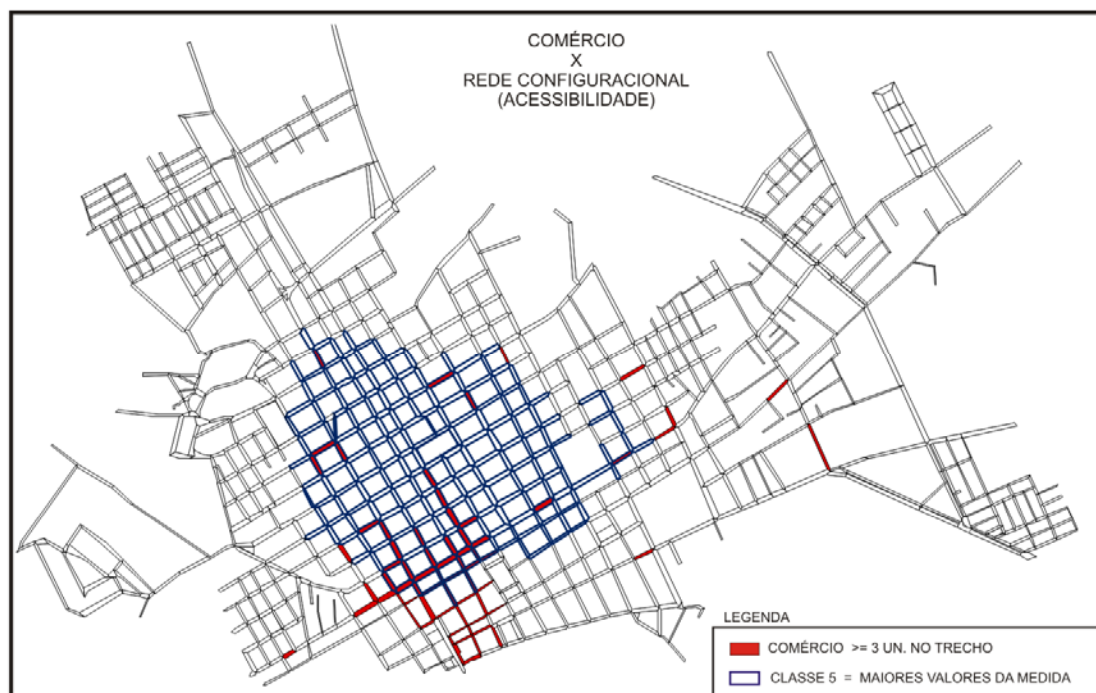 COMÉRCIO
X
REDE CONFIGURACIONAL
(ACESSIBILIDADE)
LEGENDA
COMÉRCIO >= 3 UN. NO TRECHO
CLASSE 5 = MAIORES VALORES DA MEDIDA